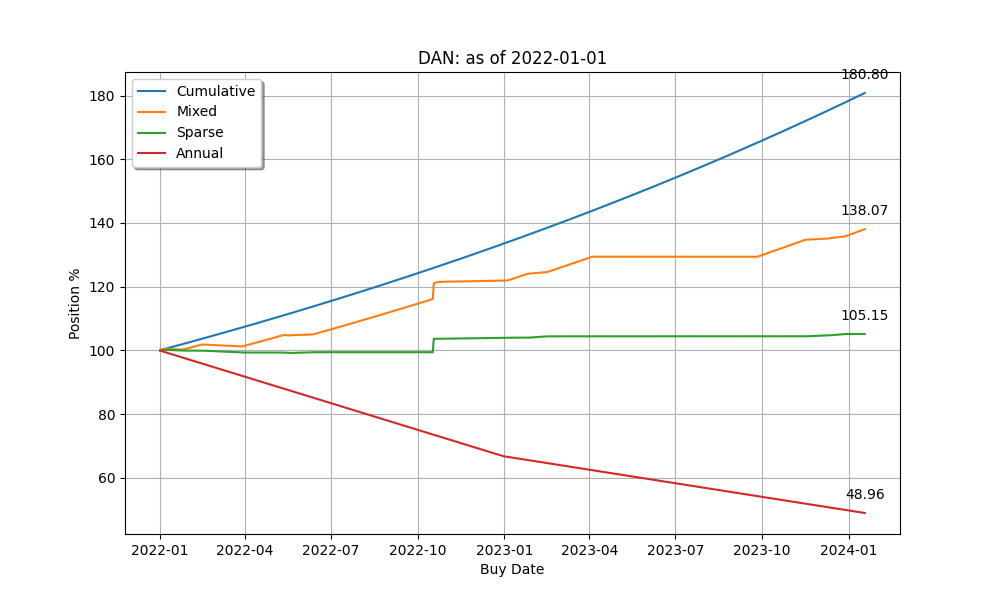 DAN: as of 2022-01-01
Cumulative
Mixed
Sparse
Annual
180.80
138.07
105.15
48.96
Position %
180
160
140
120
100
80
60
2022-01 2022-04 2022-07 2022-10 2023-01 2023-04 2023-07 2023-10 2024-01
Buy Date